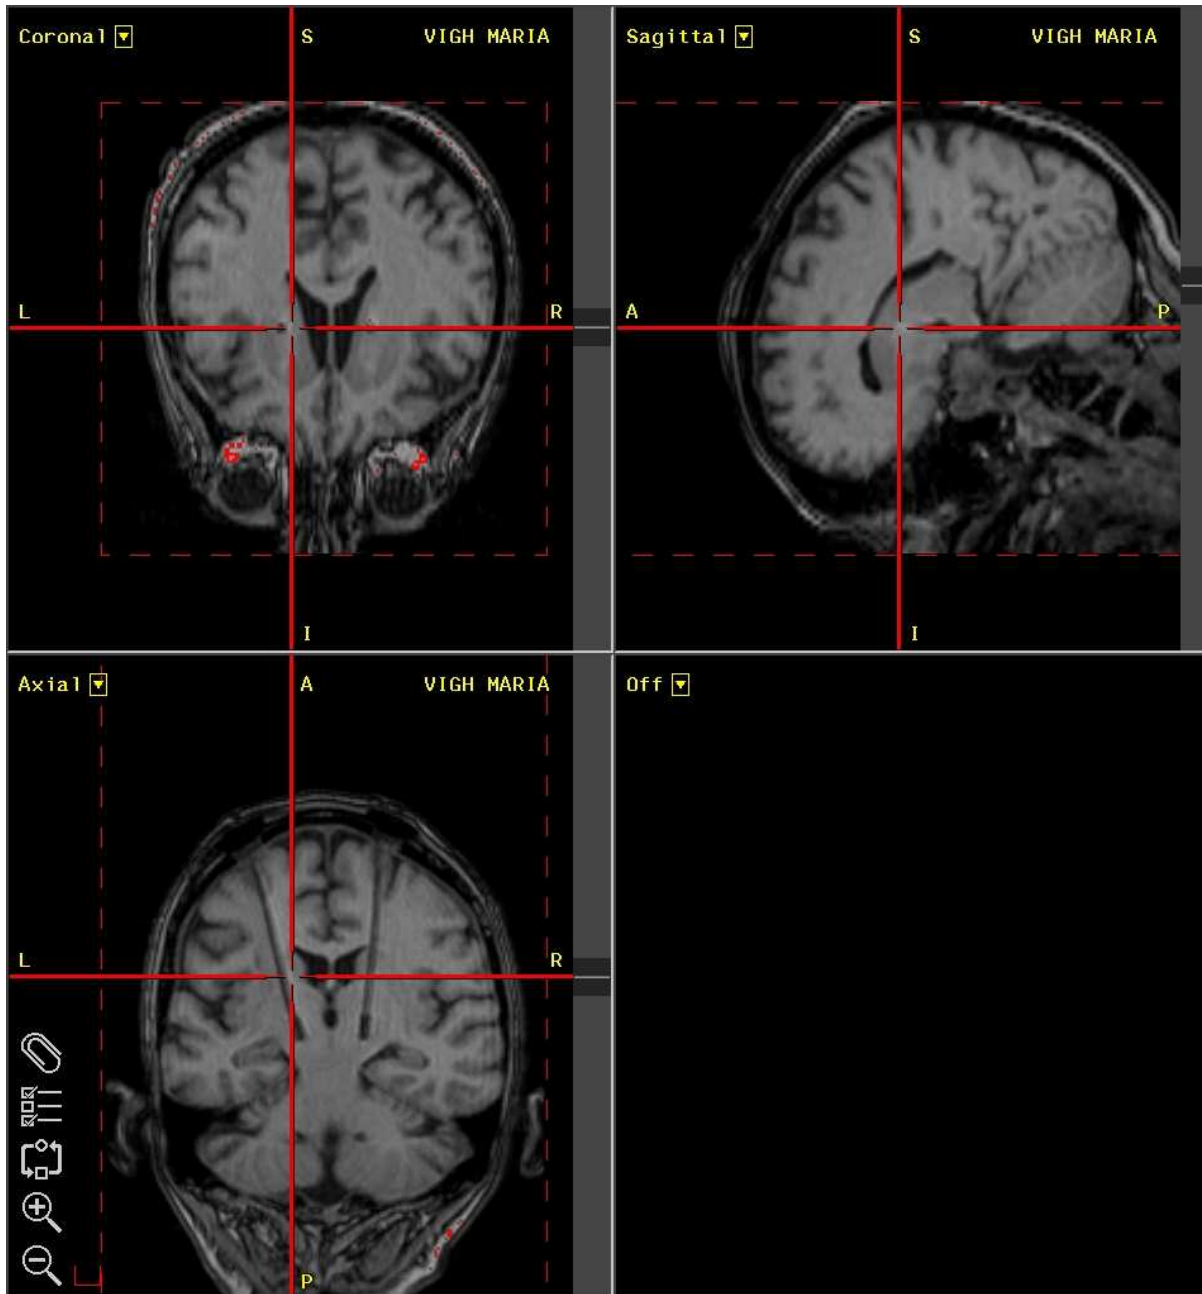 Coronal S VIGH MARIA
L R
I
Sagittal S VIGH MARIA
A P
I
Axial A VIGH MARIA
L R
P
Off